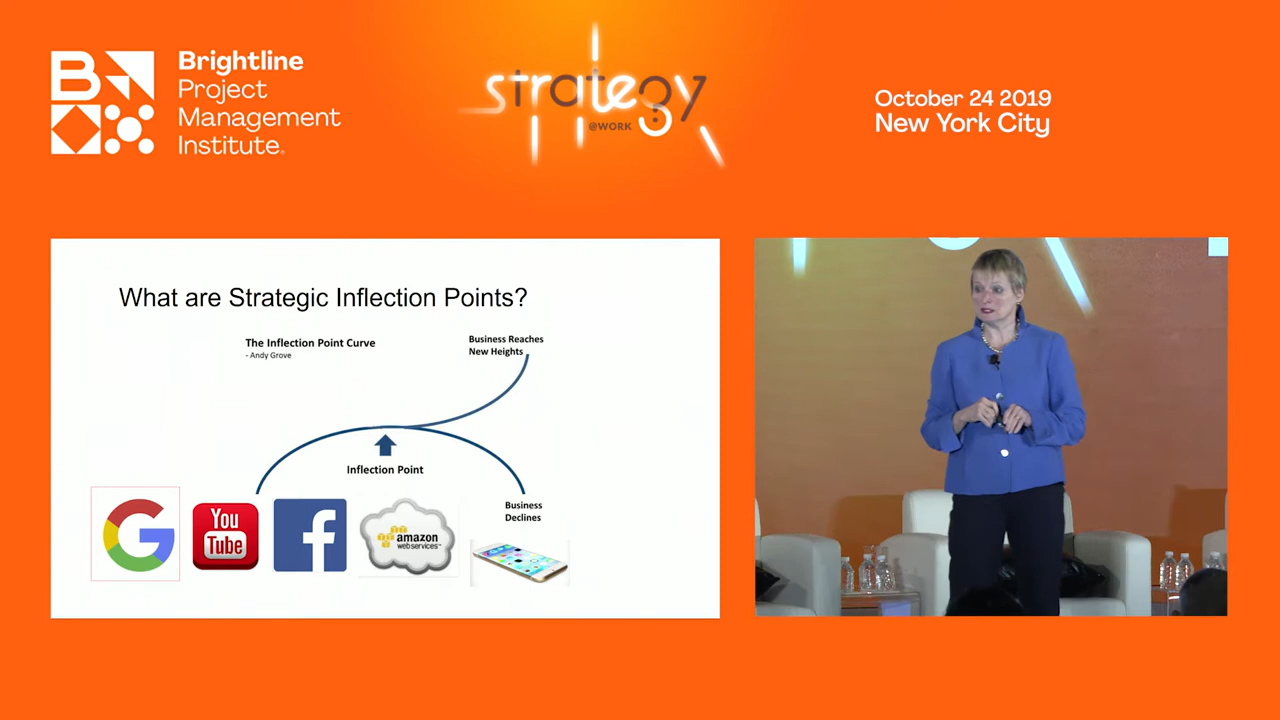 Brightline
Project
Management
Institute.
strategy
@WORK
October 24 2019
New York City
What are Strategic Inflection Points?
The Inflection Point Curve
- Andy Grove
Business Reaches
New Heights
Inflection Point
Business
Declines
G
You
Tube
f
amazon
webservices™